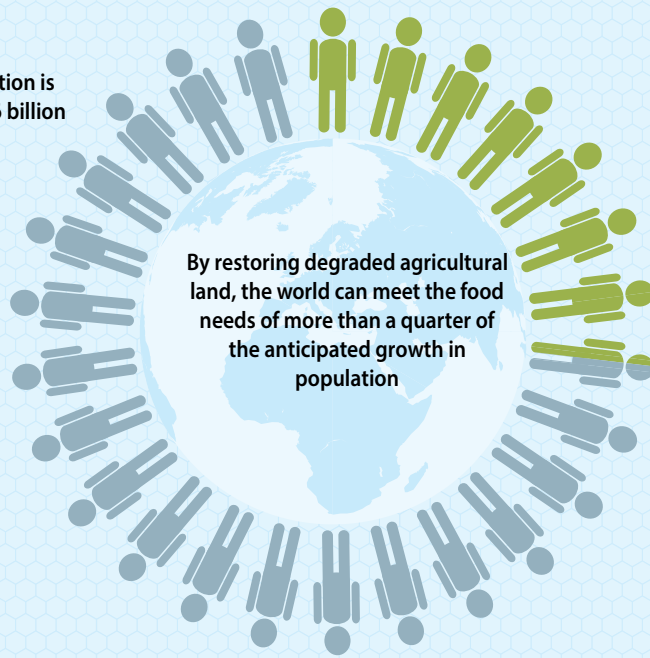 tion is
billion
By restoring degraded agricultural
land, the world can meet the food
needs of more than a quarter of
the anticipated growth in
population